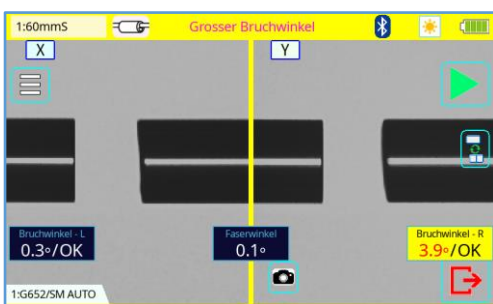 1:60mmS
Grosser Bruchwinkel
X
Y
Bruchwinkel - L
0.3°/OK
Faserwinkel
0.1°
Bruchwinkel - R
3.9°/OK
1:G652/SM AUTO